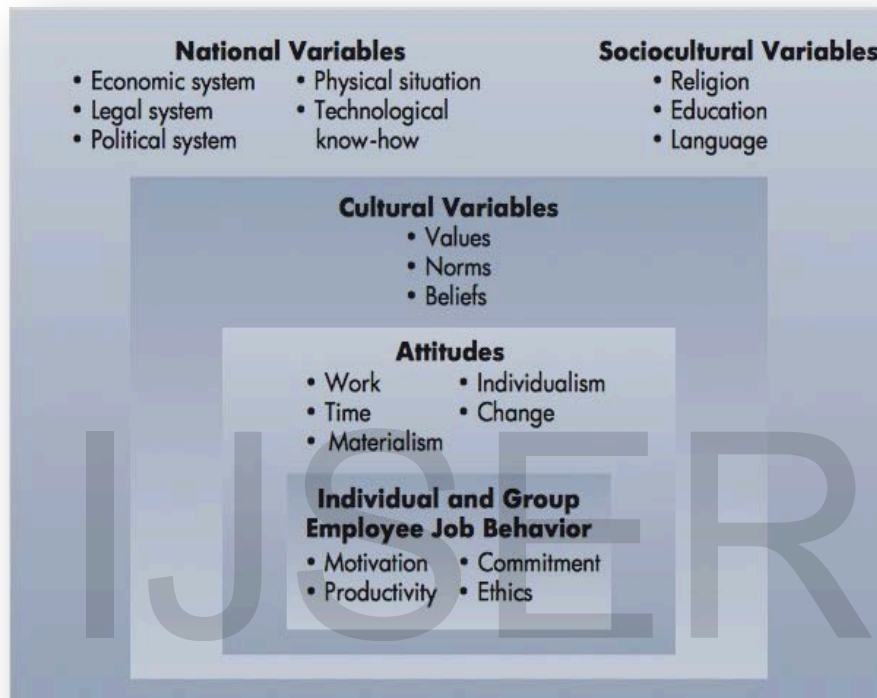 National Variables
• Economic system
• Legal system
• Political system
• Physical situation
• Technological
know-how
Sociocultural Variables
• Religion
• Education
• Language
Cultural Variables
• Values
• Norms
• Beliefs
Attitudes
• Work
• Time
• Materialism
• Individualism
• Change
Individual and Group
Employee Job Behavior
• Motivation
• Productivity
• Commitment
• Ethics
IJSER